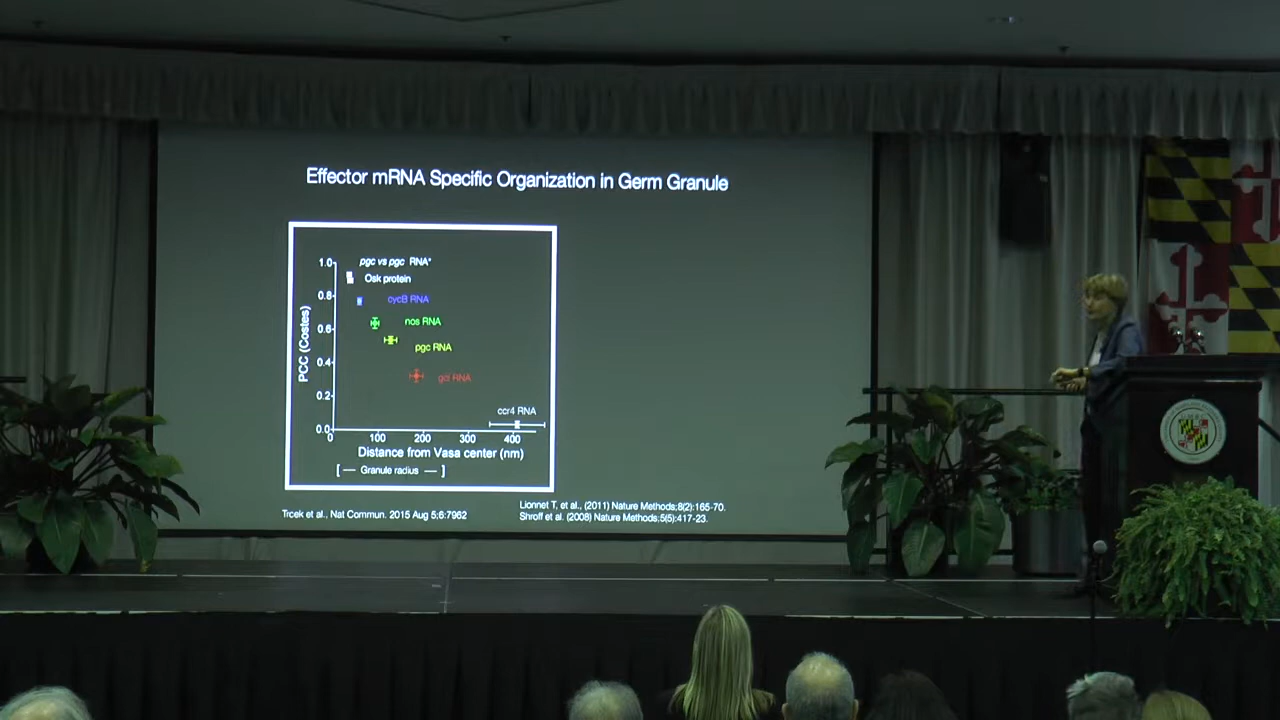 Effector mRNA Specific Organization in Germ Granule
1.0
pgc vs pgc RNA*
Osk protein
0.8
cycB RNA
nos RNA
0.6
pgc RNA
0.4
gcl RNA
0.2
ccr4 RNA
0.0
PCC (Costes)
0 100 200 300 400
Distance from Vasa center (nm)
[ — Granule radius — ]
Trcek et al., Nat Commun. 2015 Aug 5;6:7962
Lionnet T, et al., (2011) Nature Methods;8(2):165-70.
Shroff et al. (2008) Nature Methods;5(5):417-23.